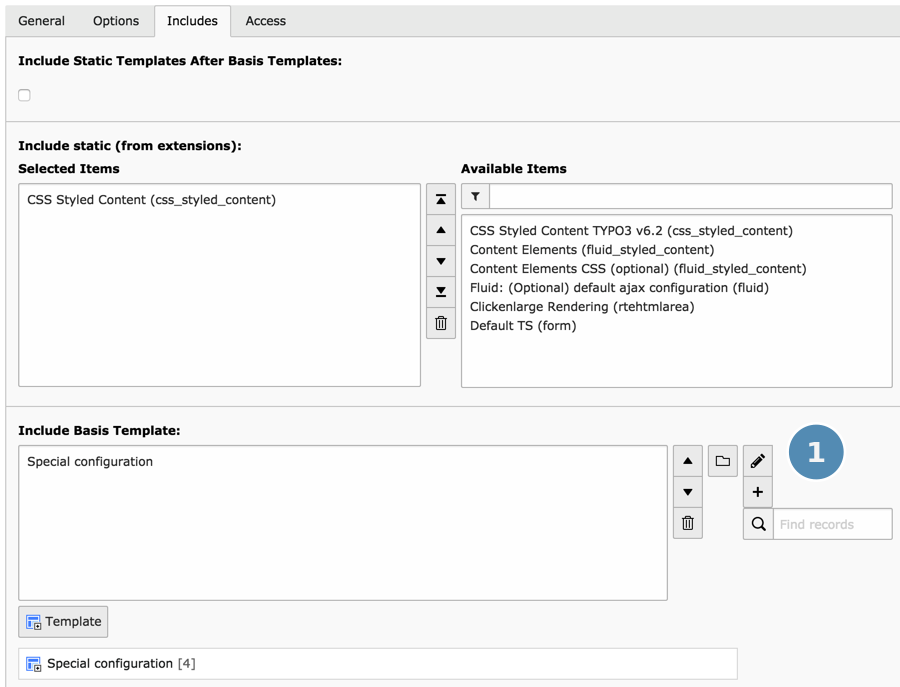 General Options Includes Access
Include Static Templates After Basis Templates:
Include static (from extensions):
Selected Items
CSS Styled Content (css_styled_content)
Available Items
CSS Styled Content TYPO3 v6.2 (css_styled_content)
Content Elements (fluid_styled_content)
Content Elements CSS (optional) (fluid_styled_content)
Fluid: (Optional) default ajax configuration (fluid)
Clickenlarge Rendering (rtehtmlarea)
Default TS (form)
Include Basis Template:
Special configuration
1
Find records
Template
Special configuration [4]